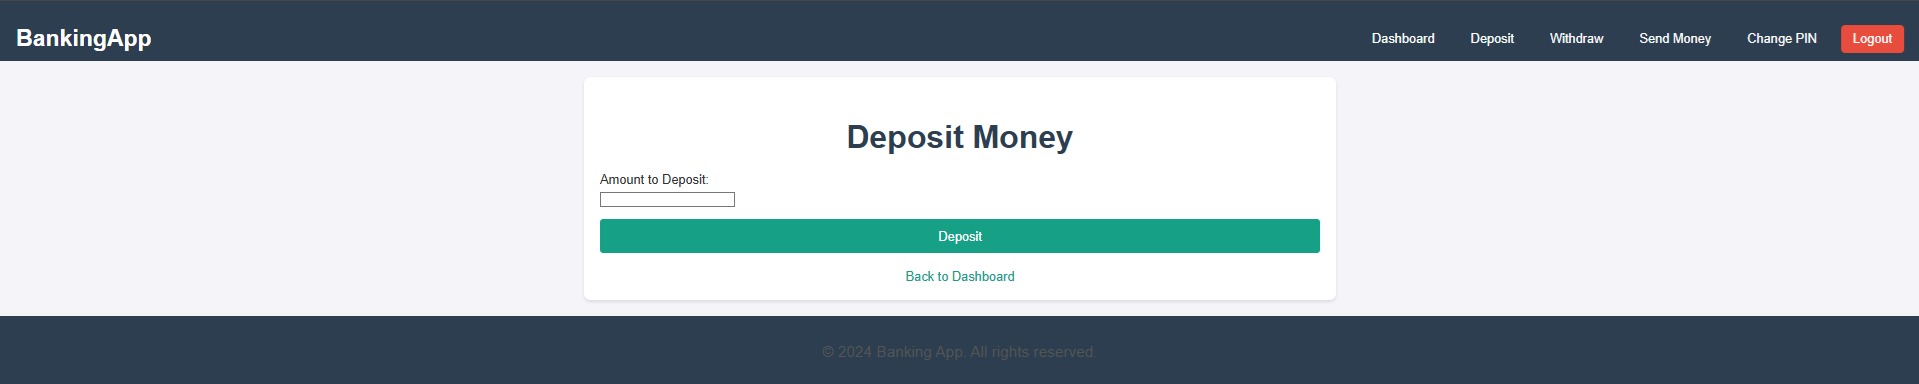 BankingApp Dashboard Deposit Withdraw Send Money Change PIN Logout
Deposit Money
Amount to Deposit:
Deposit
Back to Dashboard
© 2024 Banking App. All rights reserved.